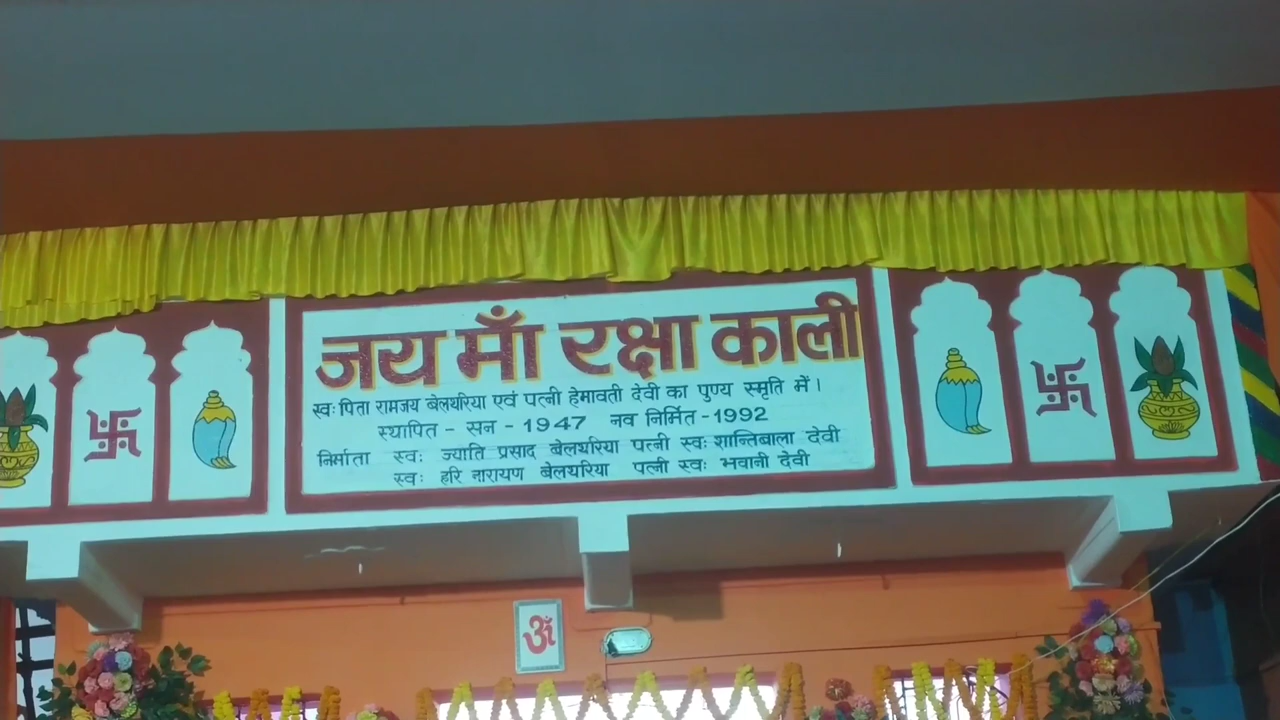 जय माँ रक्षा काली
स्वः पिता रामजय बेलथरिया एवं पत्नी हेमावती देवी का पुण्य स्मृति में।
स्थापित - सन - 1947 नव निर्मित - 1992
निर्माता स्वः ज्याति प्रसाद बेलथरिया पत्नी स्वः शान्तिबाला देवी
स्वः हरि नारायण बेलथरिया पत्नी स्वः भवानी देवी
ॐ